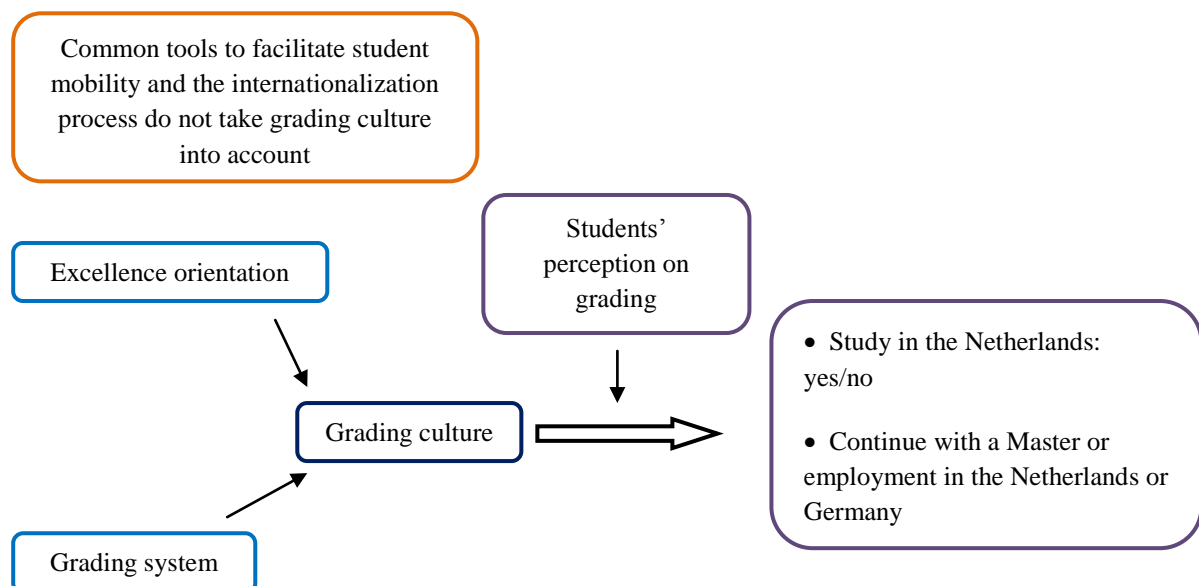 Common tools to facilitate student
mobility and the internationalization
process do not take grading culture
into account
Students’
perception on
grading
Excellence orientation
• Study in the Netherlands:
yes/no
• Continue with a Master or
employment in the Netherlands or
Germany
Grading culture
Grading system